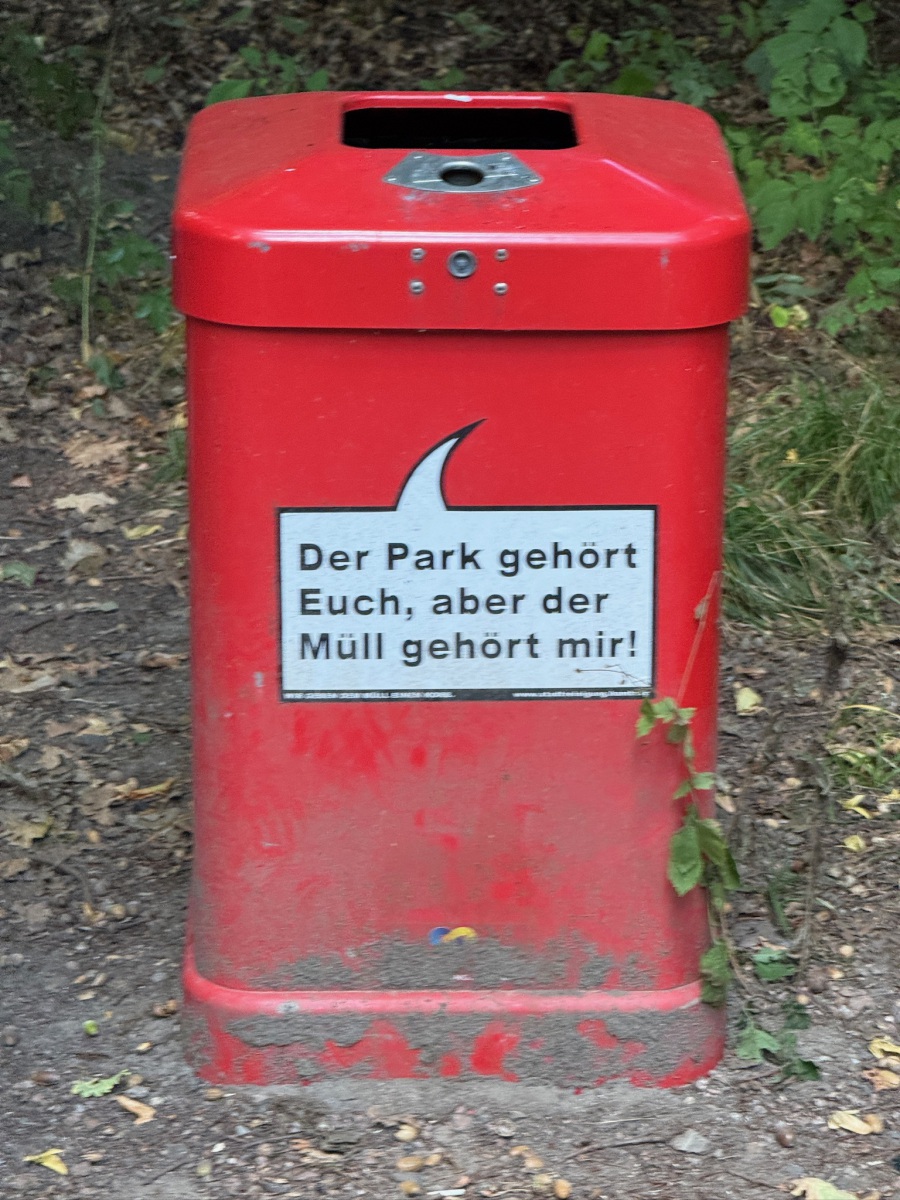 Der Park gehört
Euch, aber der
Müll gehört mir!